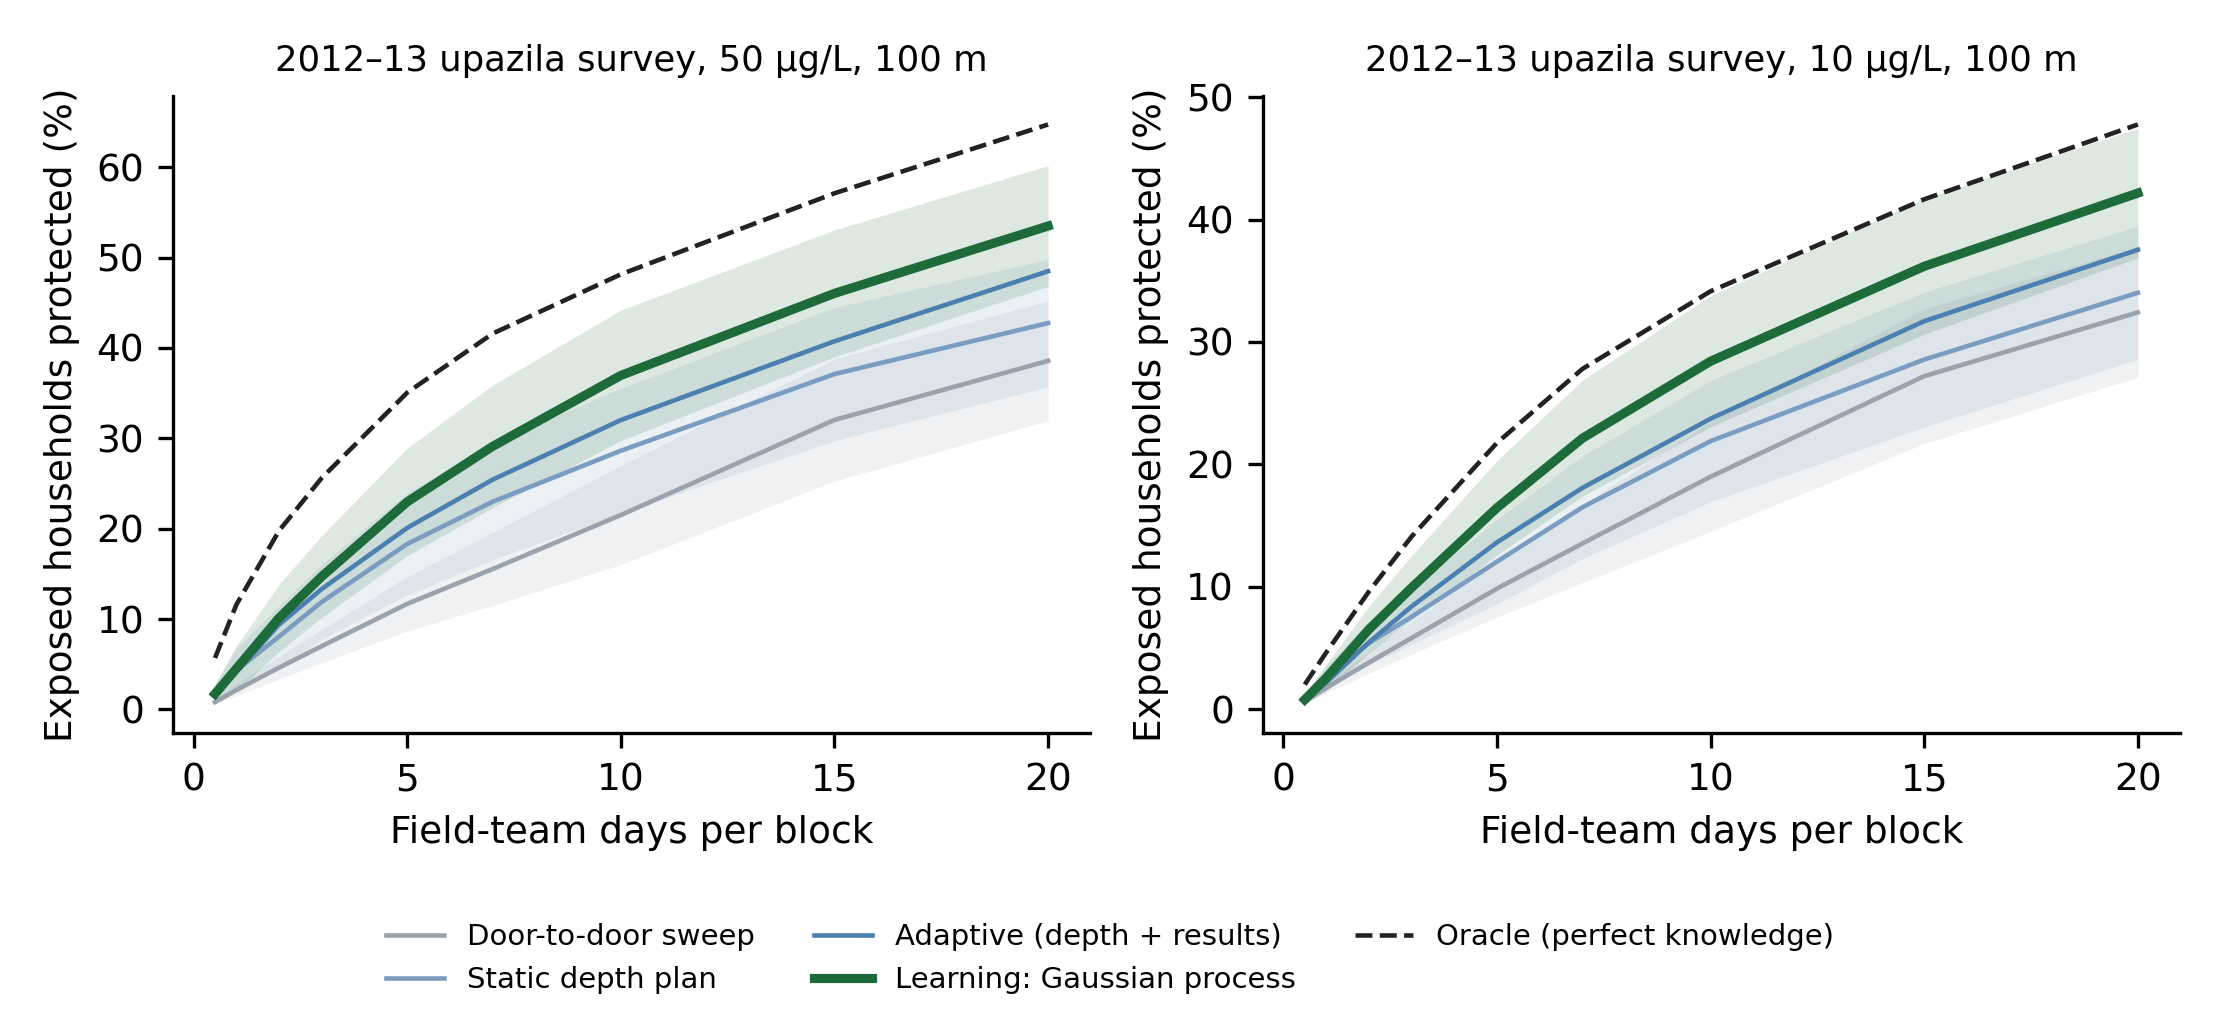 2012–13 upazila survey, 50 µg/L, 100 m
Exposed households protected (%)
60
50
40
30
20
10
0
0 5 10 15 20
Field-team days per block
2012–13 upazila survey, 10 µg/L, 100 m
Exposed households protected (%)
50
40
30
20
10
0
0 5 10 15 20
Field-team days per block
Door-to-door sweep
Static depth plan
Adaptive (depth + results)
Learning: Gaussian process
Oracle (perfect knowledge)